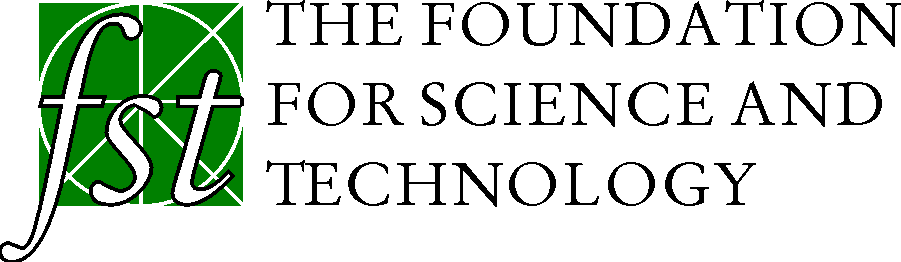 fst
THE FOUNDATION
FOR SCIENCE AND
TECHNOLOGY